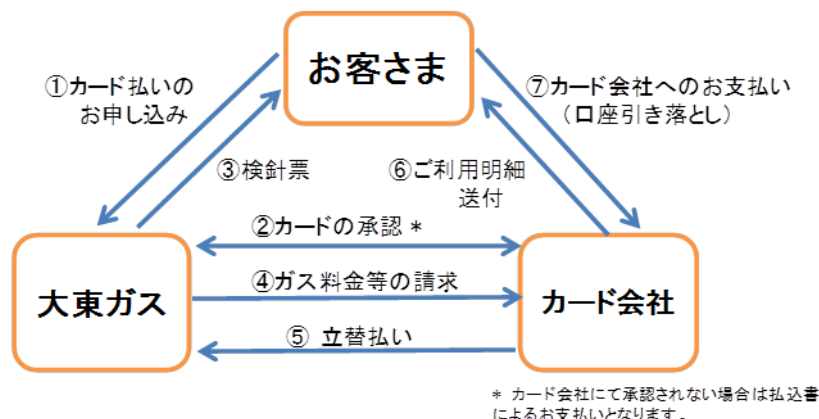 お客さま
①カード払いの
お申し込み
⑦カード会社へのお支払い
（口座引き落とし）
③検針票
⑥ご利用明細
送付
②カードの承認 *
大東ガス
④ガス料金等の請求
カード会社
⑤ 立替払い
* カード会社にて承認されない場合は払込書
によるお支払いとなります。